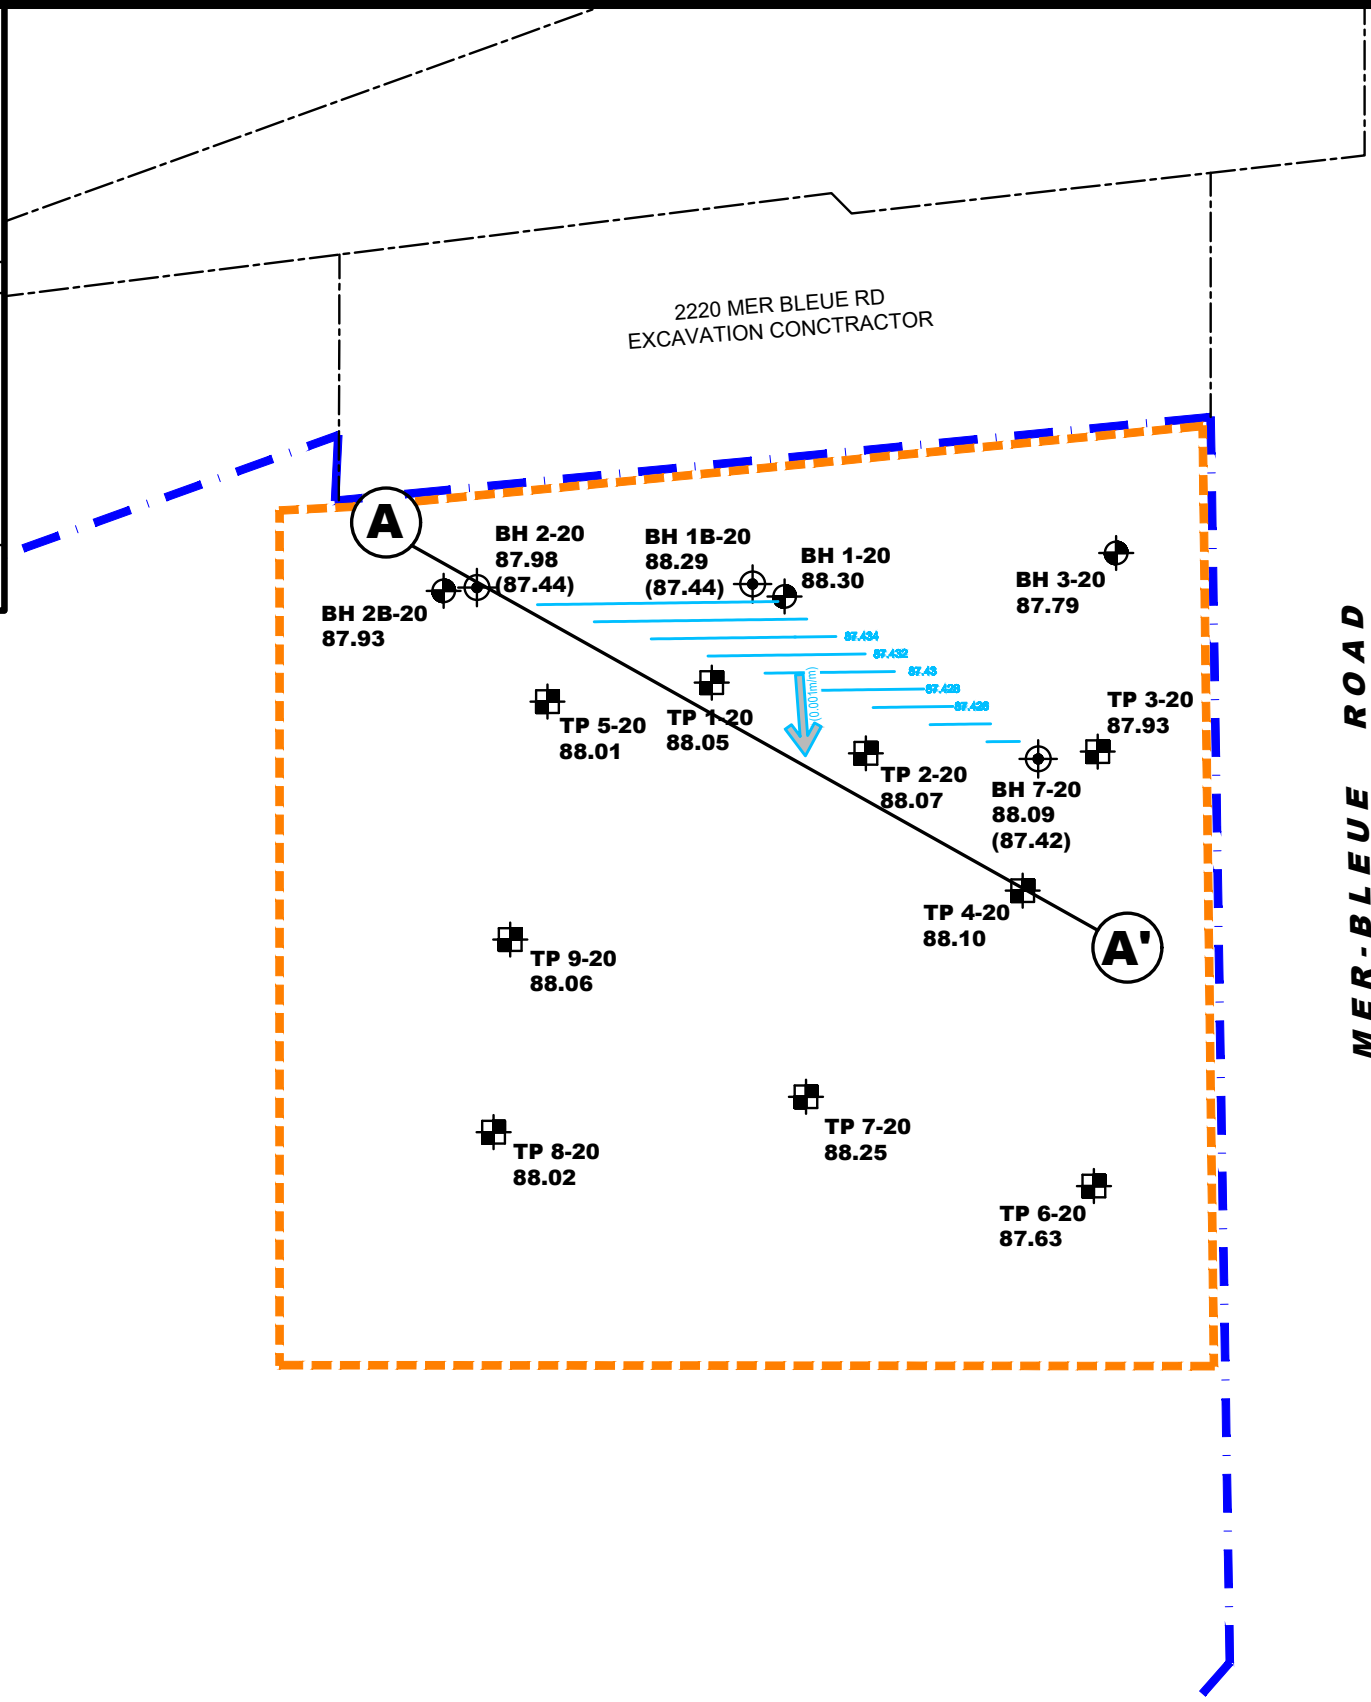 2220 MER BLEUE RD
EXCAVATION CONCTRACTOR
A
BH 2-20
87.98
(87.44)
BH 1B-20
88.29
(87.44)
BH 1-20
88.30
BH 3-20
87.79
BH 2B-20
87.93
87.434
87.432
87.43
87.428
87.426
(0.001m/m)
TP 5-20
88.01
TP 1-20
88.05
TP 3-20
87.93
TP 2-20
88.07
BH 7-20
88.09
(87.42)
TP 4-20
88.10
A'
TP 9-20
88.06
TP 7-20
88.25
TP 8-20
88.02
TP 6-20
87.63
MER-BLEUE ROAD